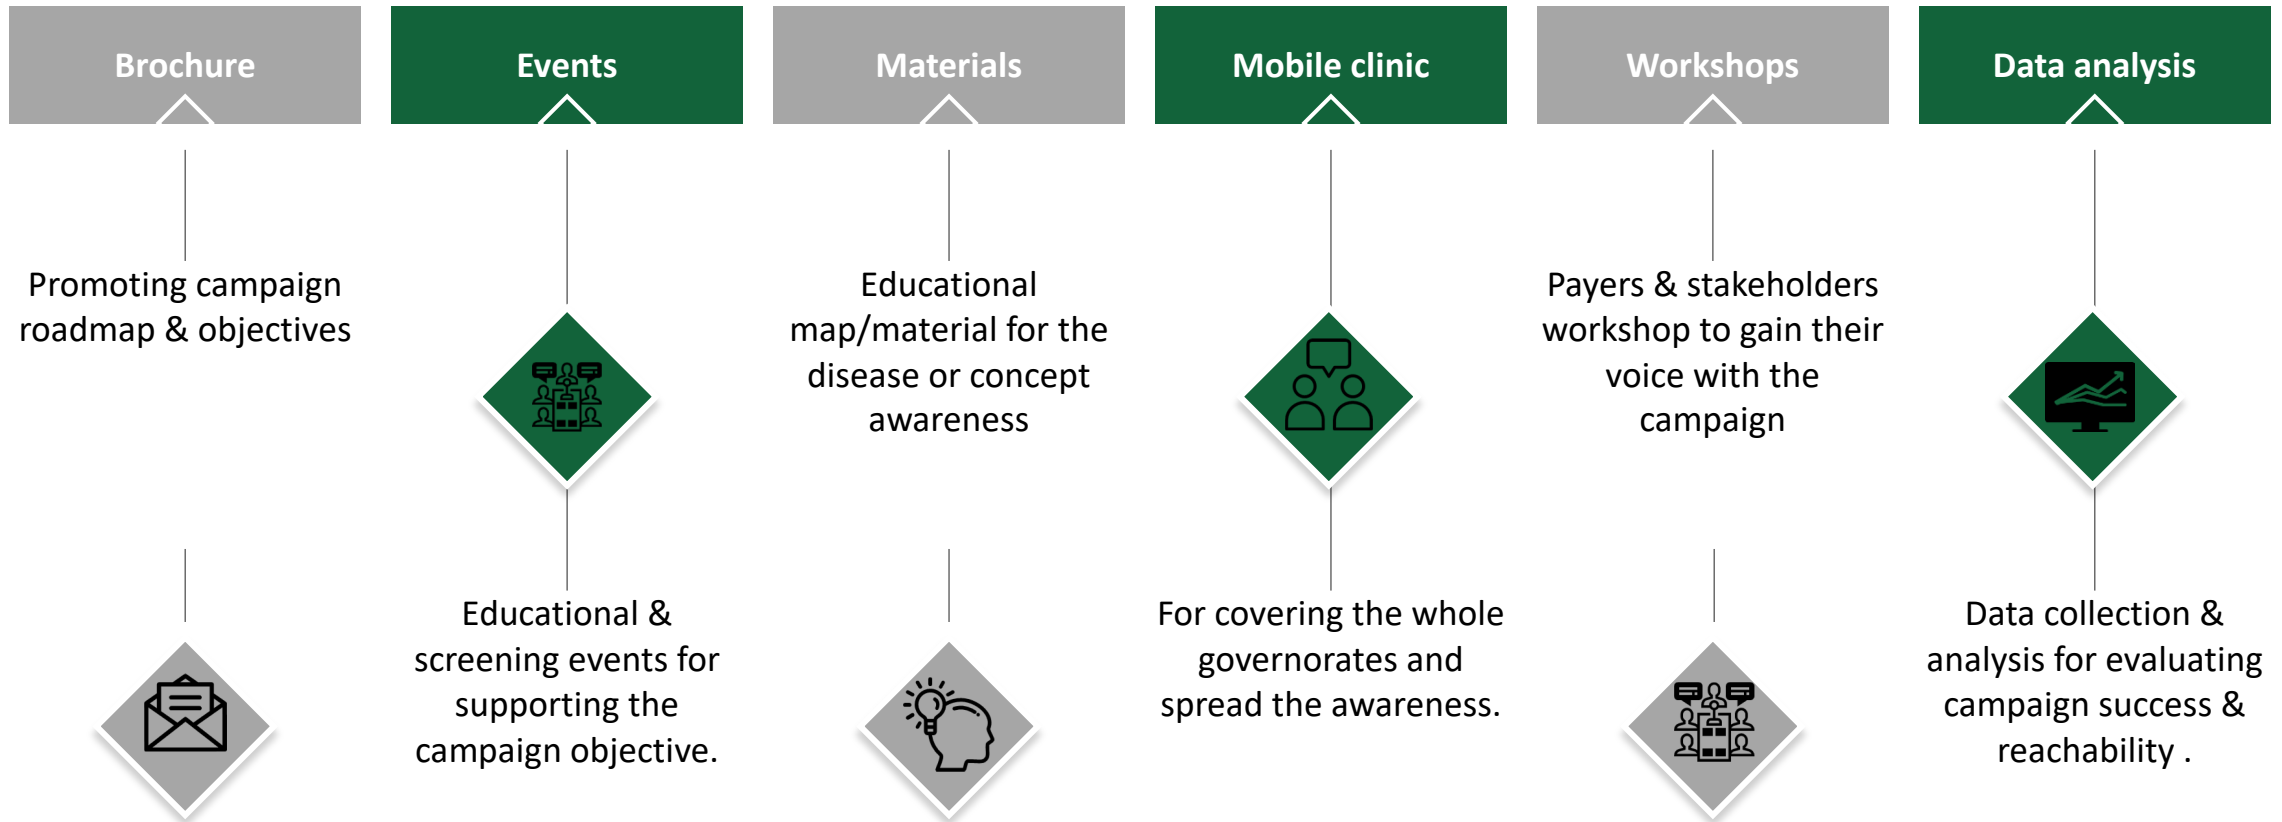 Brochure
Promoting campaign
roadmap & objectives
Events
Educational &
screening events for
supporting the
campaign objective.
Materials
Educational
map/material for the
disease or concept
awareness
Mobile clinic
For covering the whole
governorates and
spread the awareness.
Workshops
Payers & stakeholders
workshop to gain their
voice with the
campaign
Data analysis
Data collection &
analysis for evaluating
campaign success &
reachability .